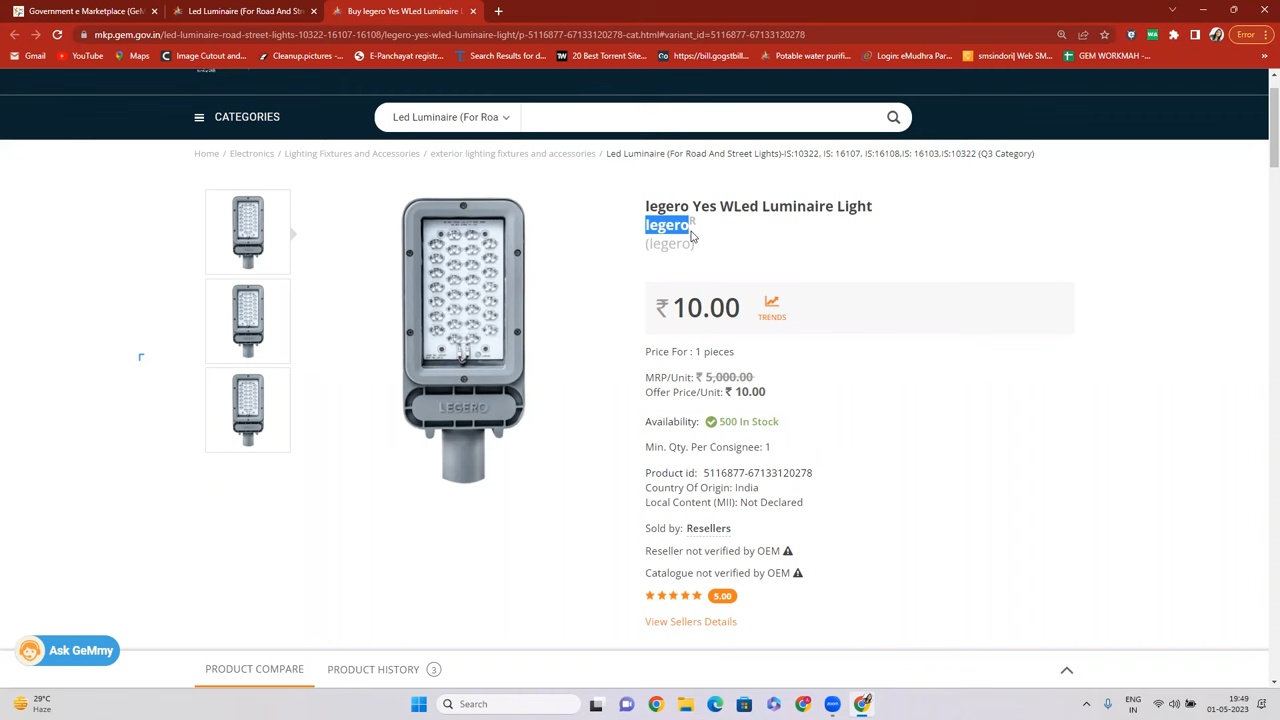 Government e Marketplace (GeM
Led Luminaire (For Road And Stre
Buy legero Yes WLed Luminaire L
mkp.gem.gov.in/led-luminaire-road-street-lights-10322-16107-16108/legero-yes-wled-luminaire-light/p-5116877-67133120278-cat.html#variant_id=5116877-67133120278
Error
Gmail YouTube Maps Image Cutout and... Cleanup.pictures -... E-Panchayat registr... Search Results for d... 20 Best Torrent Site... https://bill.gogstbill... Potable water purifi... Login: eMudhra Em... smsindori| Web SM... GEM WORKMAH -...
CATEGORIES
Led Luminaire (For Roa
Home / Electronics / Lighting Fixtures and Accessories / exterior lighting fixtures and accessories / Led Luminaire (For Road And Street Lights)-IS:10322, IS: 16107, IS:16108,IS: 16103,IS:10322 (Q3 Category)
legero Yes WLed Luminaire Light
legero R
(legero)
₹ 10.00
TRENDS
Price For : 1 pieces
MRP/Unit: ₹ 5,000.00
Offer Price/Unit: ₹ 10.00
Availability: 500 In Stock
Min. Qty. Per Consignee: 1
Product id: 5116877-67133120278
Country Of Origin: India
Local Content (MII): Not Declared
Sold by: Resellers
Reseller not verified by OEM
Catalogue not verified by OEM
5.00
View Sellers Details
LEGERO
Ask GeMmy
PRODUCT COMPARE
PRODUCT HISTORY 3
29°C
Haze
Search
ENG
IN
19:49
01-05-2023